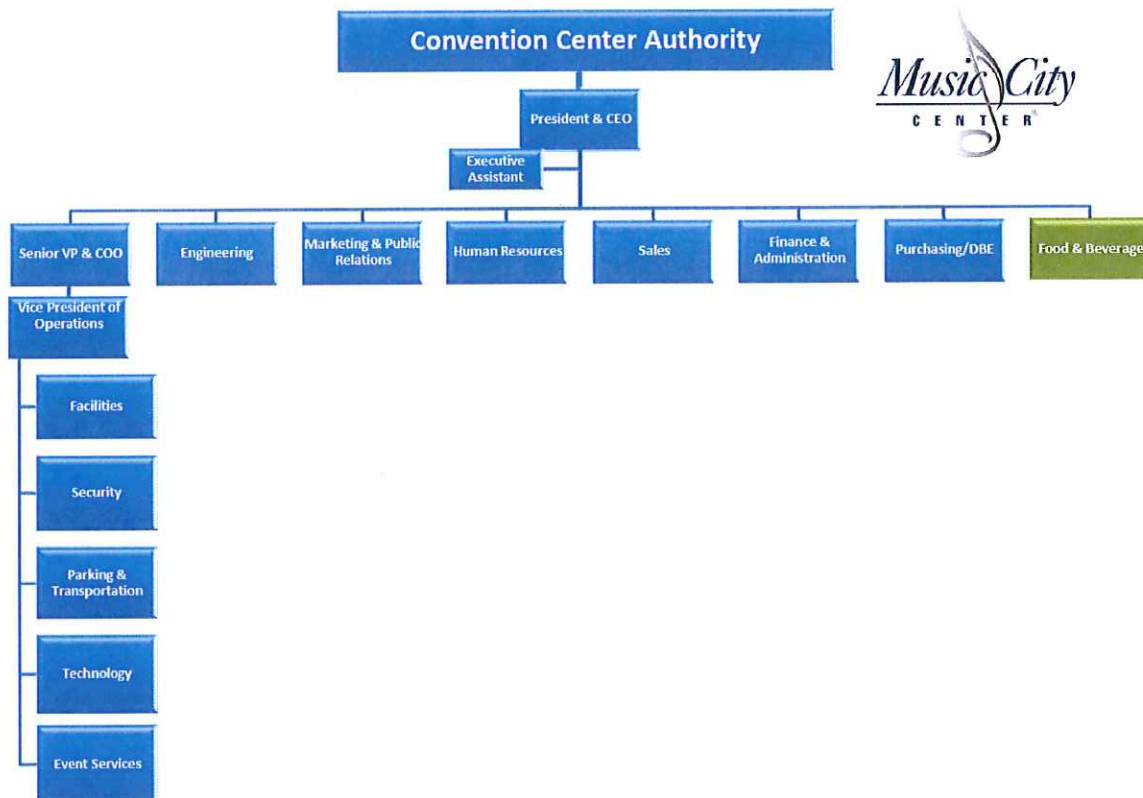 Convention Center Authority
Music City
CENTER®
President & CEO
Executive
Assistant
Senior VP & COO
Engineering
Marketing & Public
Relations
Human Resources
Sales
Finance &
Administration
Purchasing/DBE
Food & Beverage
Vice President of
Operations
Facilities
Security
Parking &
Transportation
Technology
Event Services